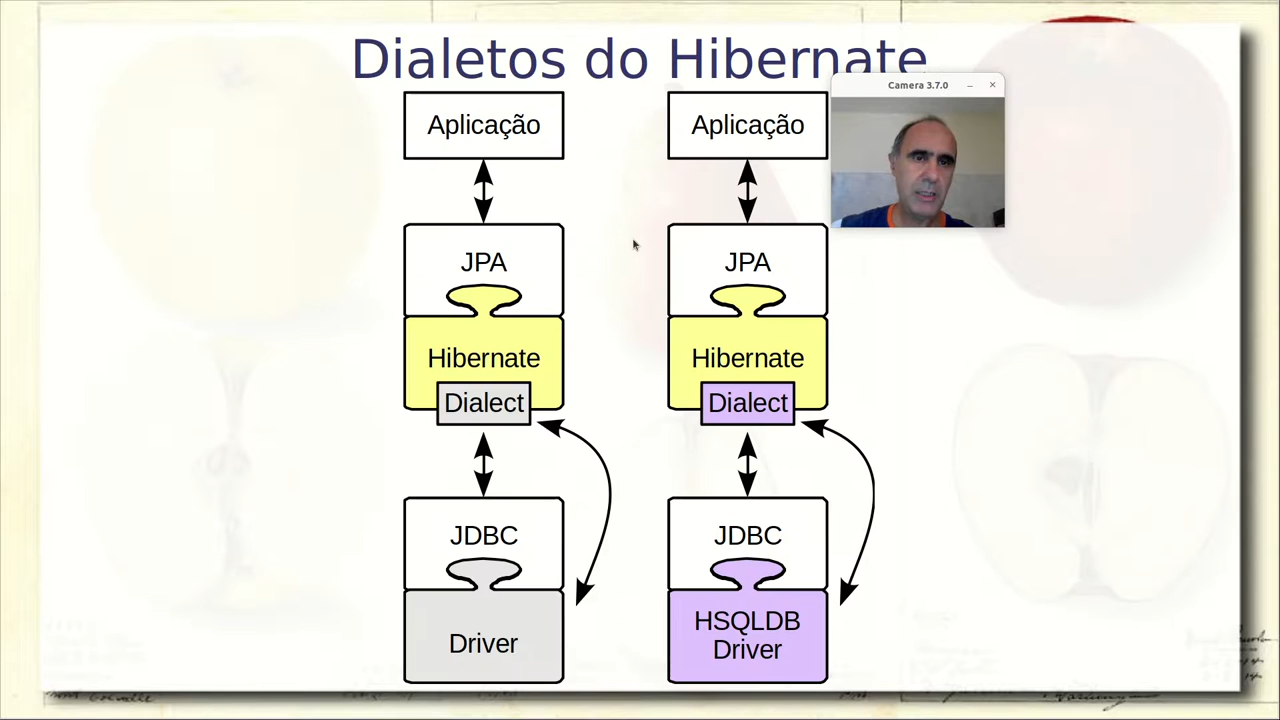 Dialetos do Hibernate
Camera 3.7.0
Aplicação
JPA
Hibernate
Dialect
JDBC
Driver
Aplicação
JPA
Hibernate
Dialect
JDBC
HSQLDB
Driver